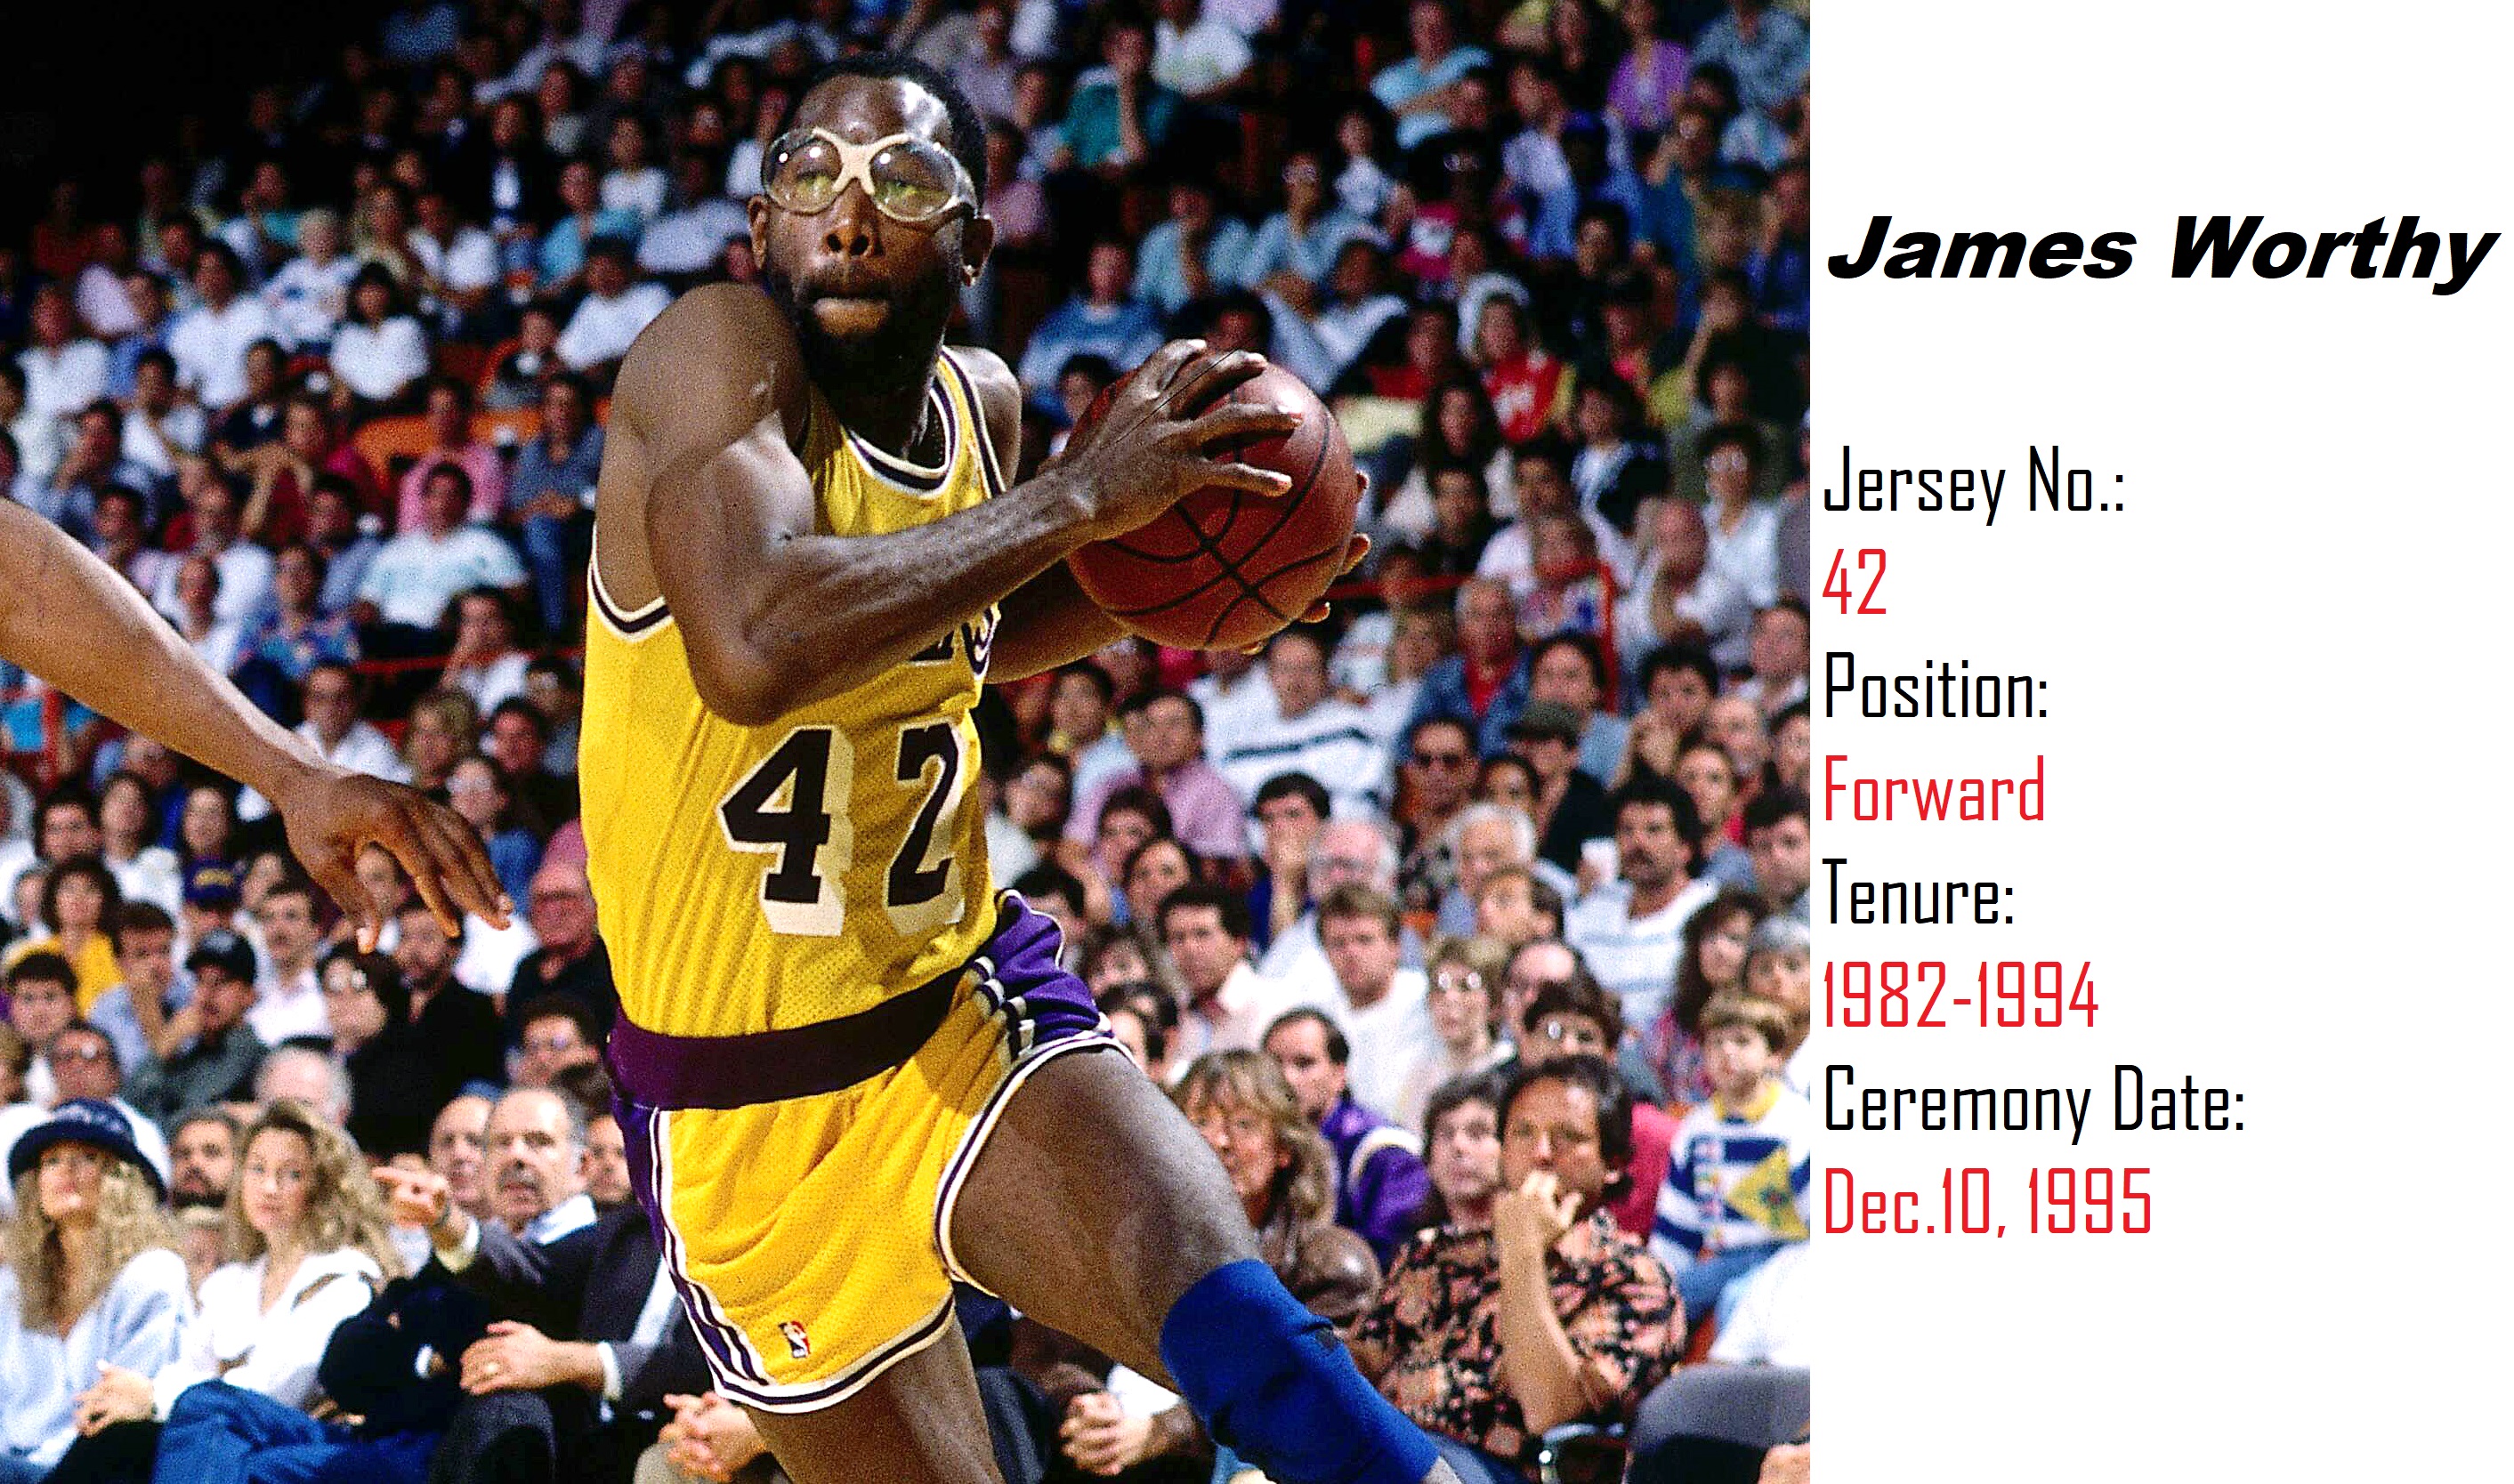 James Worthy
Jersey No.:
42
Position:
Forward
Tenure:
1982-1994
Ceremony Date:
Dec.10, 1995
42